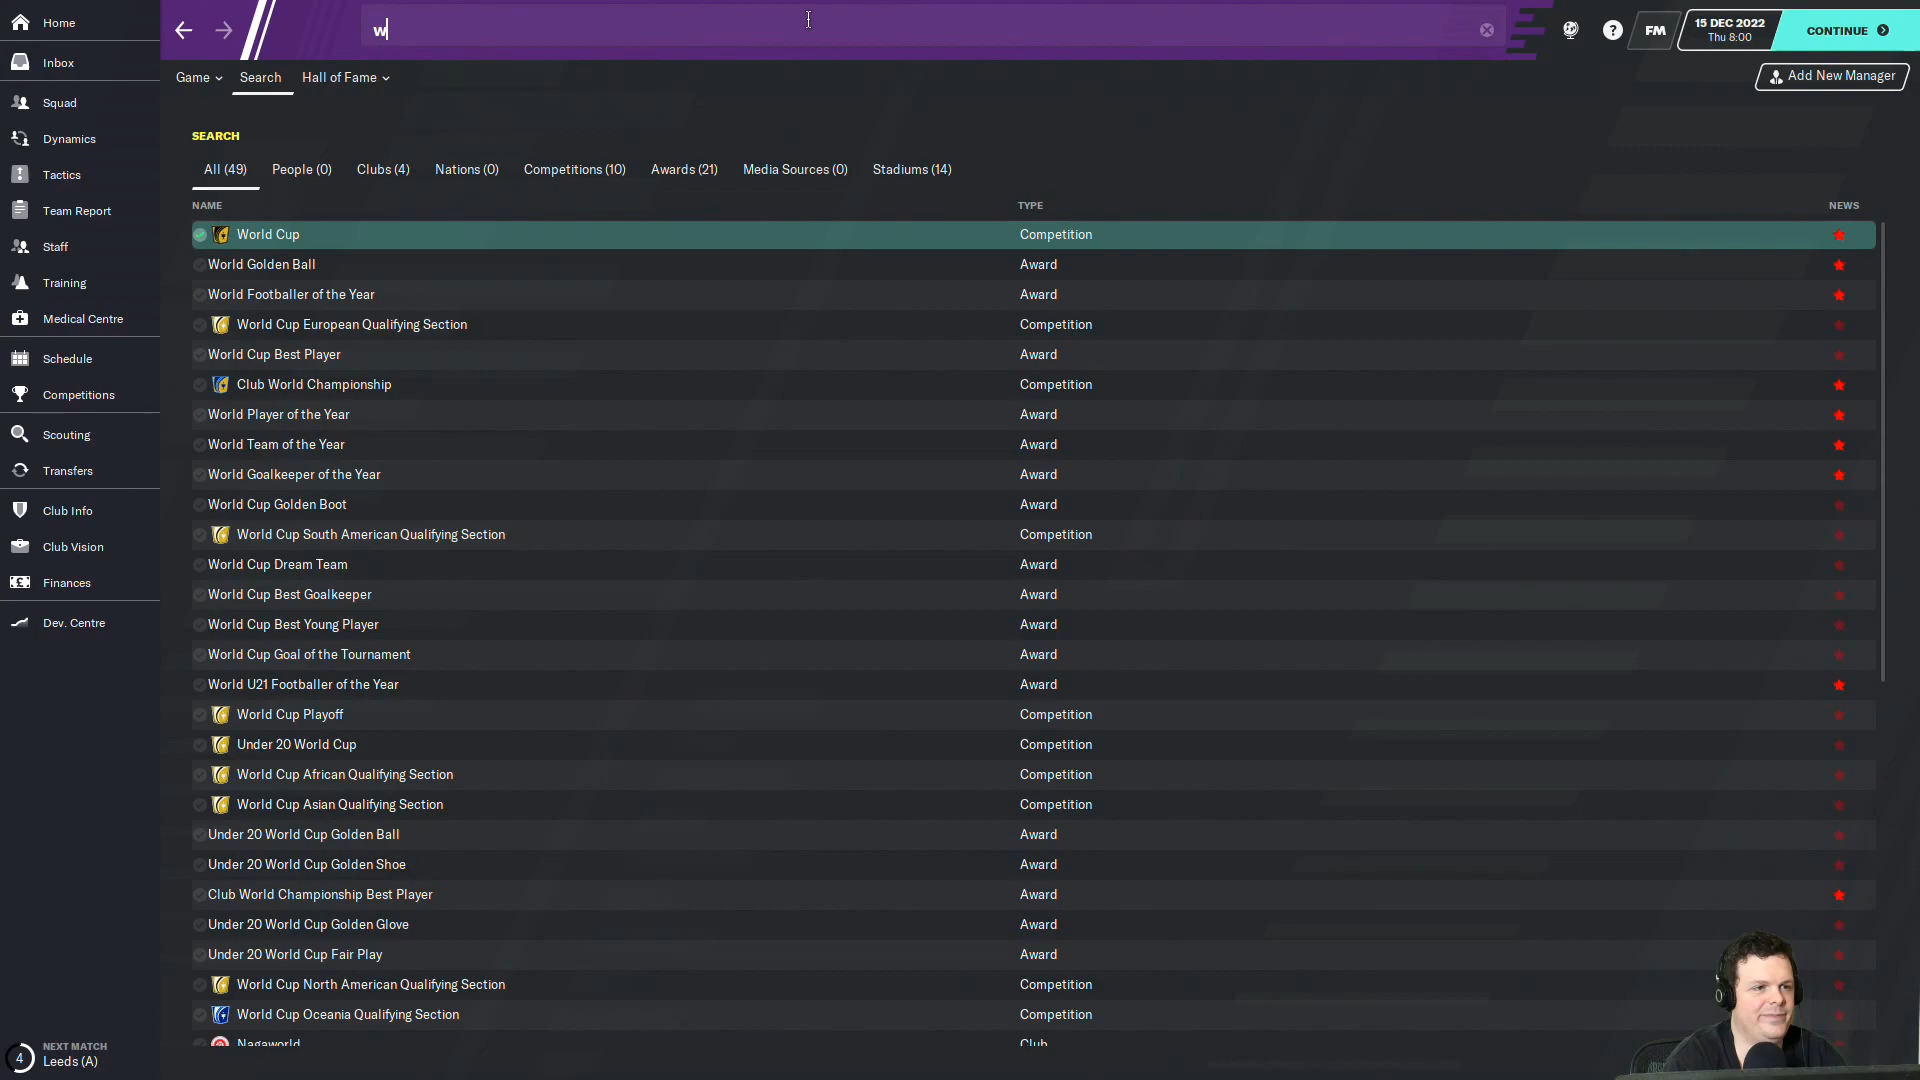 Home
Inbox
Squad
Dynamics
Tactics
Team Report
Staff
Training
Medical Centre
Schedule
Competitions
Scouting
Transfers
Club Info
Club Vision
Finances
Dev. Centre
4
NEXT MATCH
Leeds (A)
w
?
FM
15 DEC 2022
Thu 8:00
CONTINUE
Game
Search
Hall of Fame
Add New Manager
SEARCH
All (49) People (0) Clubs (4) Nations (0) Competitions (10) Awards (21) Media Sources (0) Stadiums (14)
NAME TYPE NEWS
World Cup Competition
World Golden Ball Award
World Footballer of the Year Award
World Cup European Qualifying Section Competition
World Cup Best Player Award
Club World Championship Competition
World Player of the Year Award
World Team of the Year Award
World Goalkeeper of the Year Award
World Cup Golden Boot Award
World Cup South American Qualifying Section Competition
World Cup Dream Team Award
World Cup Best Goalkeeper Award
World Cup Best Young Player Award
World Cup Goal of the Tournament Award
World U21 Footballer of the Year Award
World Cup Playoff Competition
Under 20 World Cup Competition
World Cup African Qualifying Section Competition
World Cup Asian Qualifying Section Competition
Under 20 World Cup Golden Ball Award
Under 20 World Cup Golden Shoe Award
Club World Championship Best Player Award
Under 20 World Cup Golden Glove Award
Under 20 World Cup Fair Play Award
World Cup North American Qualifying Section Competition
World Cup Oceania Qualifying Section Competition
Nagaworld Club